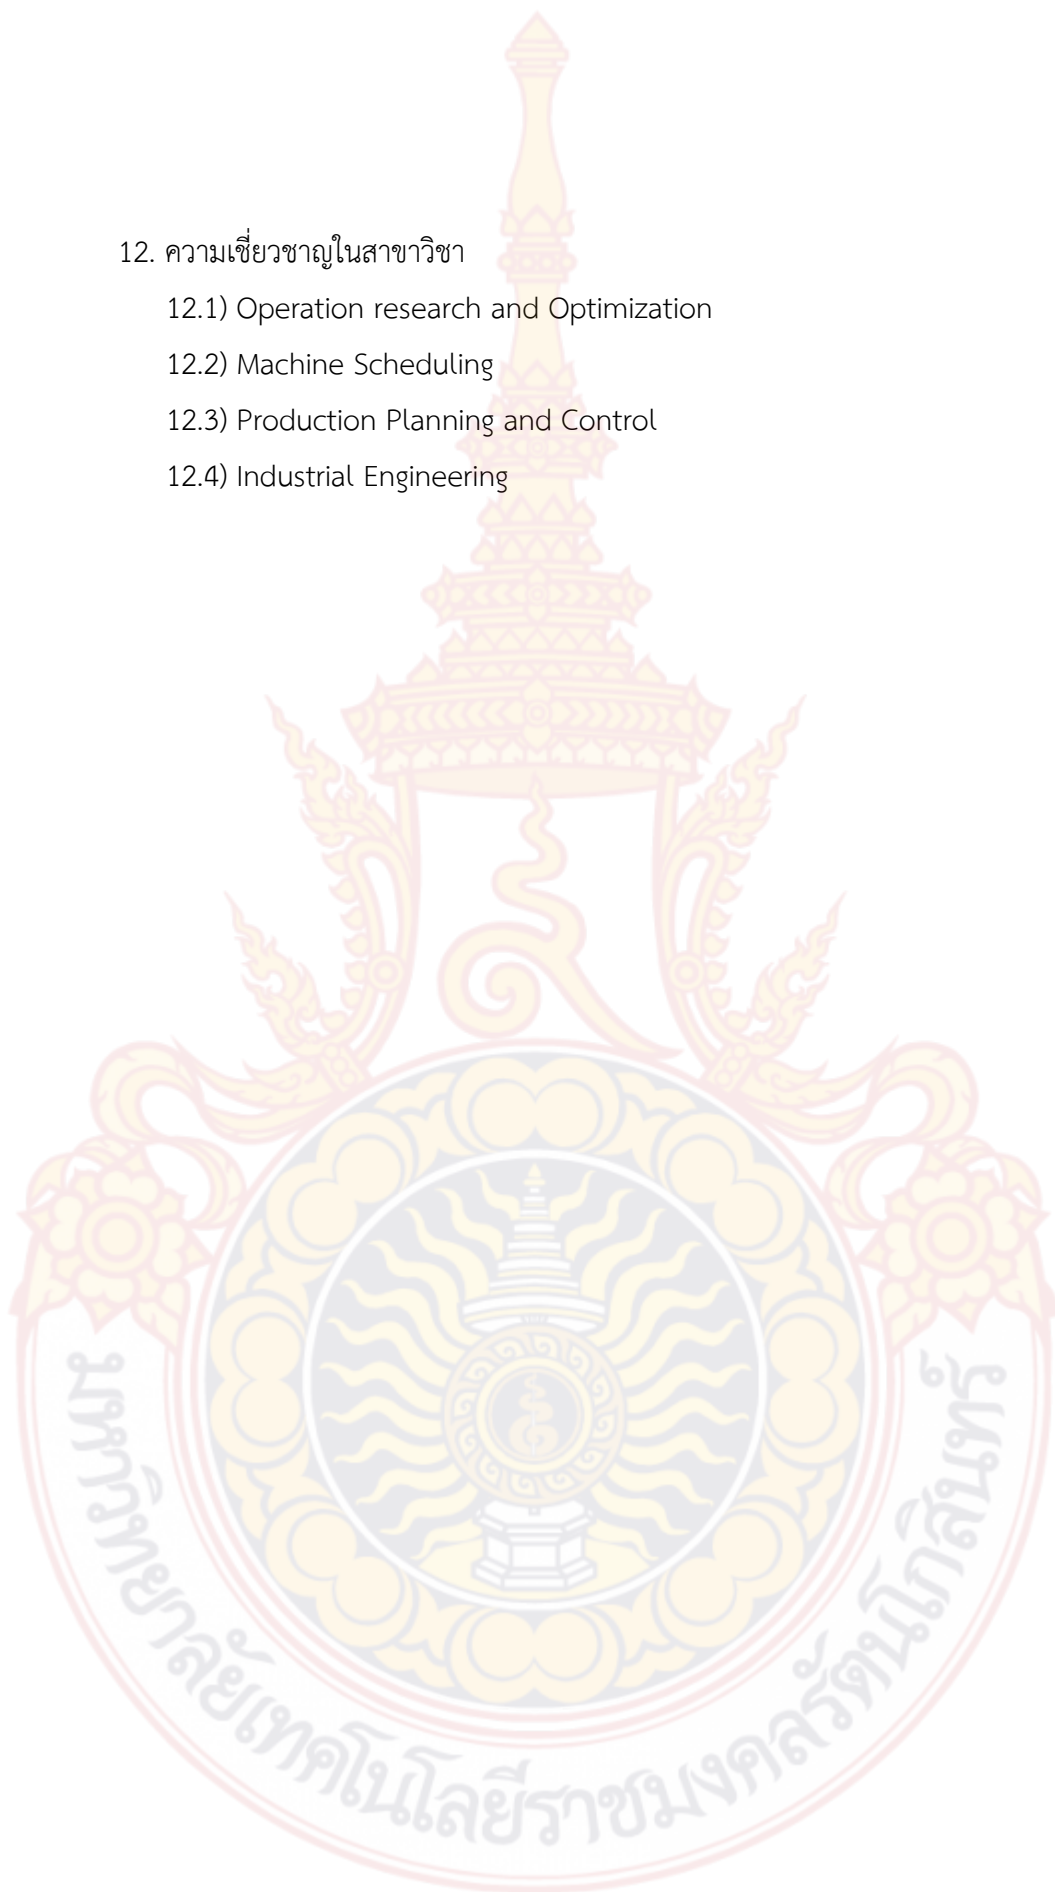 12. ความเชี่ยวชาญในสาขาวิชา
12.1) Operation research and Optimization
12.2) Machine Scheduling
12.3) Production Planning and Control
12.4) Industrial Engineering
มหาวิทยาลัยเทคโนโลยีราชมงคลรัตนโกสินทร์